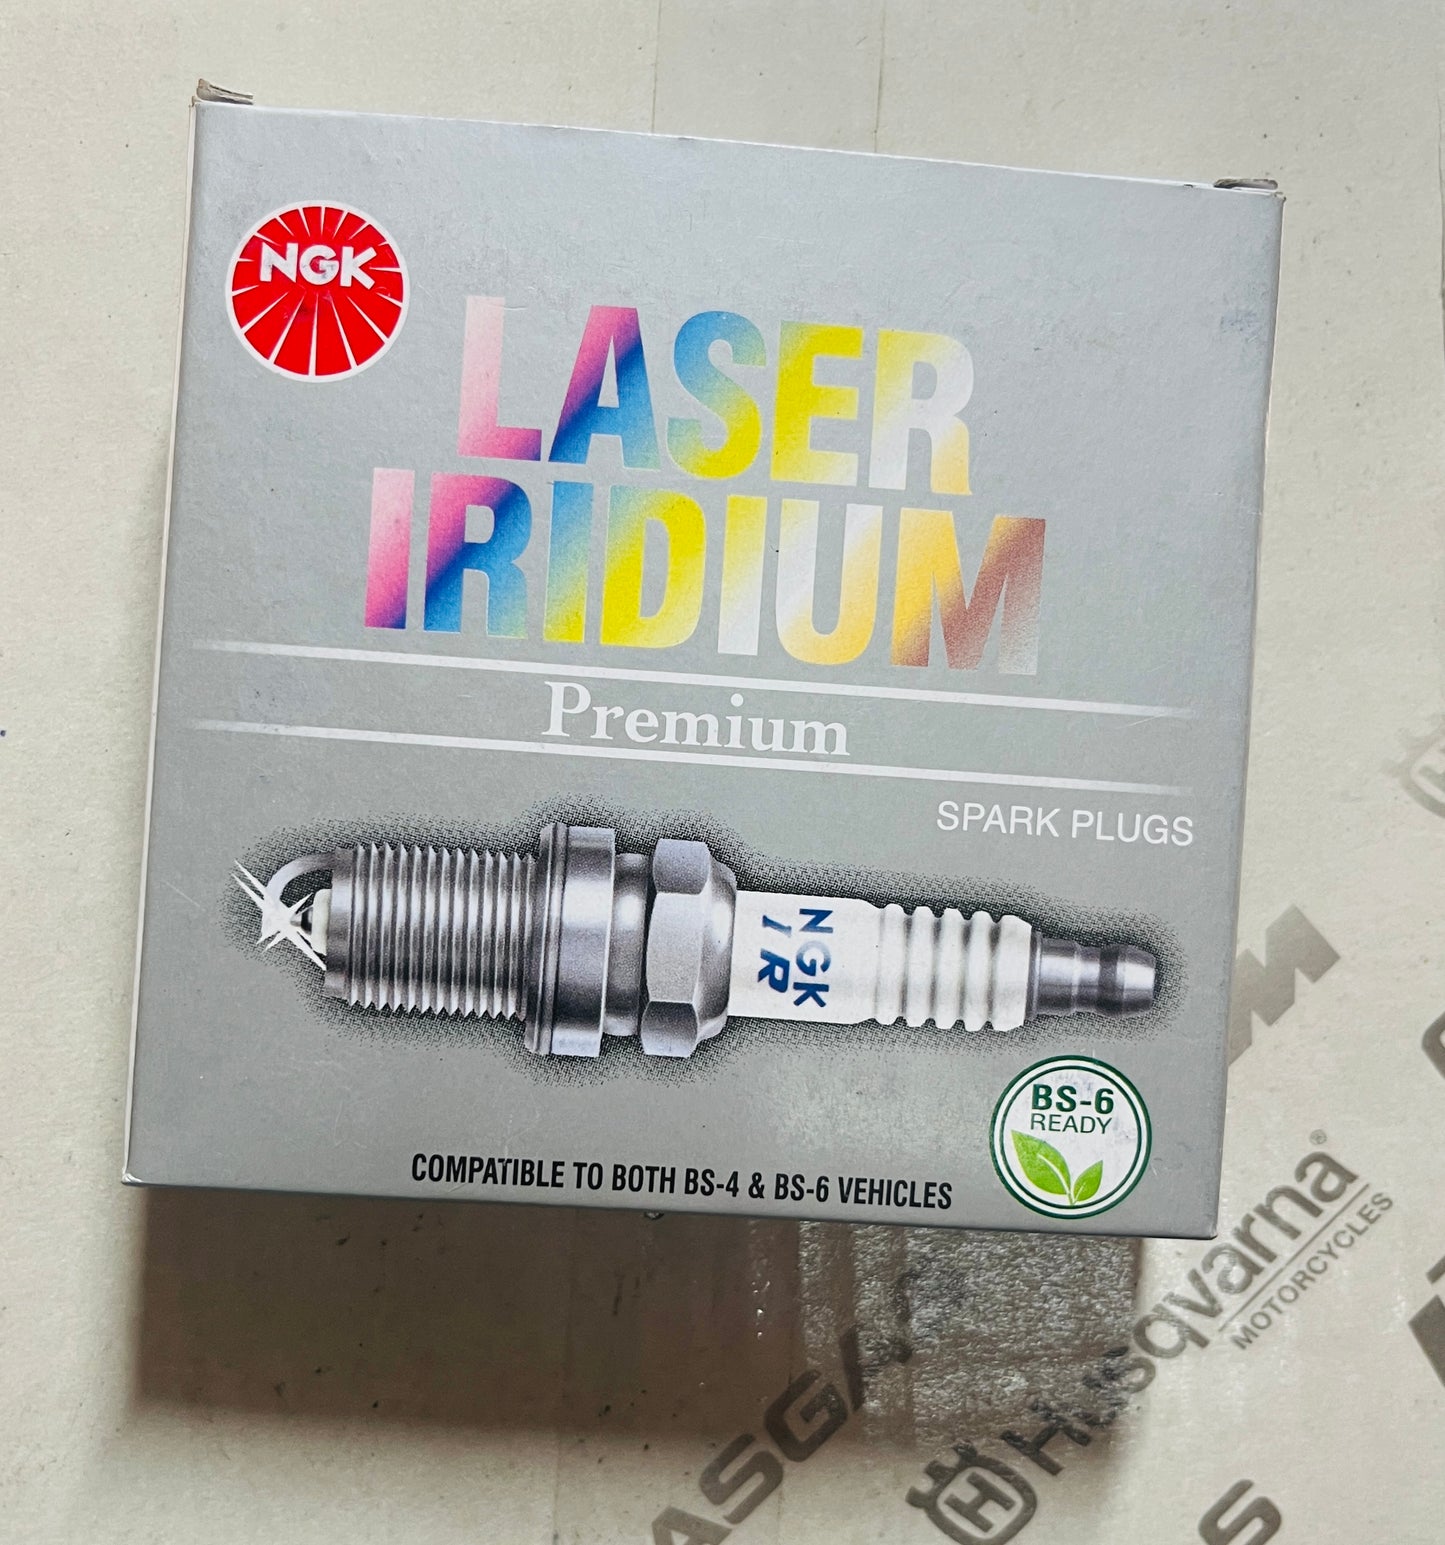 NGK
LASER
IRIDIUM
Premium
SPARK PLUGS
NGK
IR
BS-6
READY
COMPATIBLE TO BOTH BS-4 & BS-6 VEHICLES
Husqvarna®
MOTORCYCLES
GASGA
H